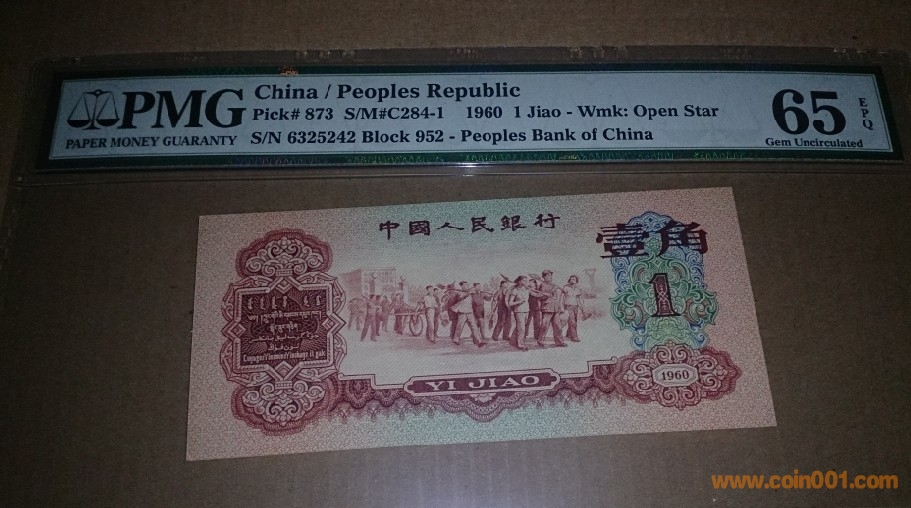 PMG
PAPER MONEY GUARANTY
China / Peoples Republic
Pick# 873 S/M#C284-1 1960 1 Jiao - Wmk: Open Star
S/N 6325242 Block 952 - Peoples Bank of China
65
EPQ
Gem Uncirculated
中國人民銀行
壹角
1
YI JIAO
1960
www.coin001.com